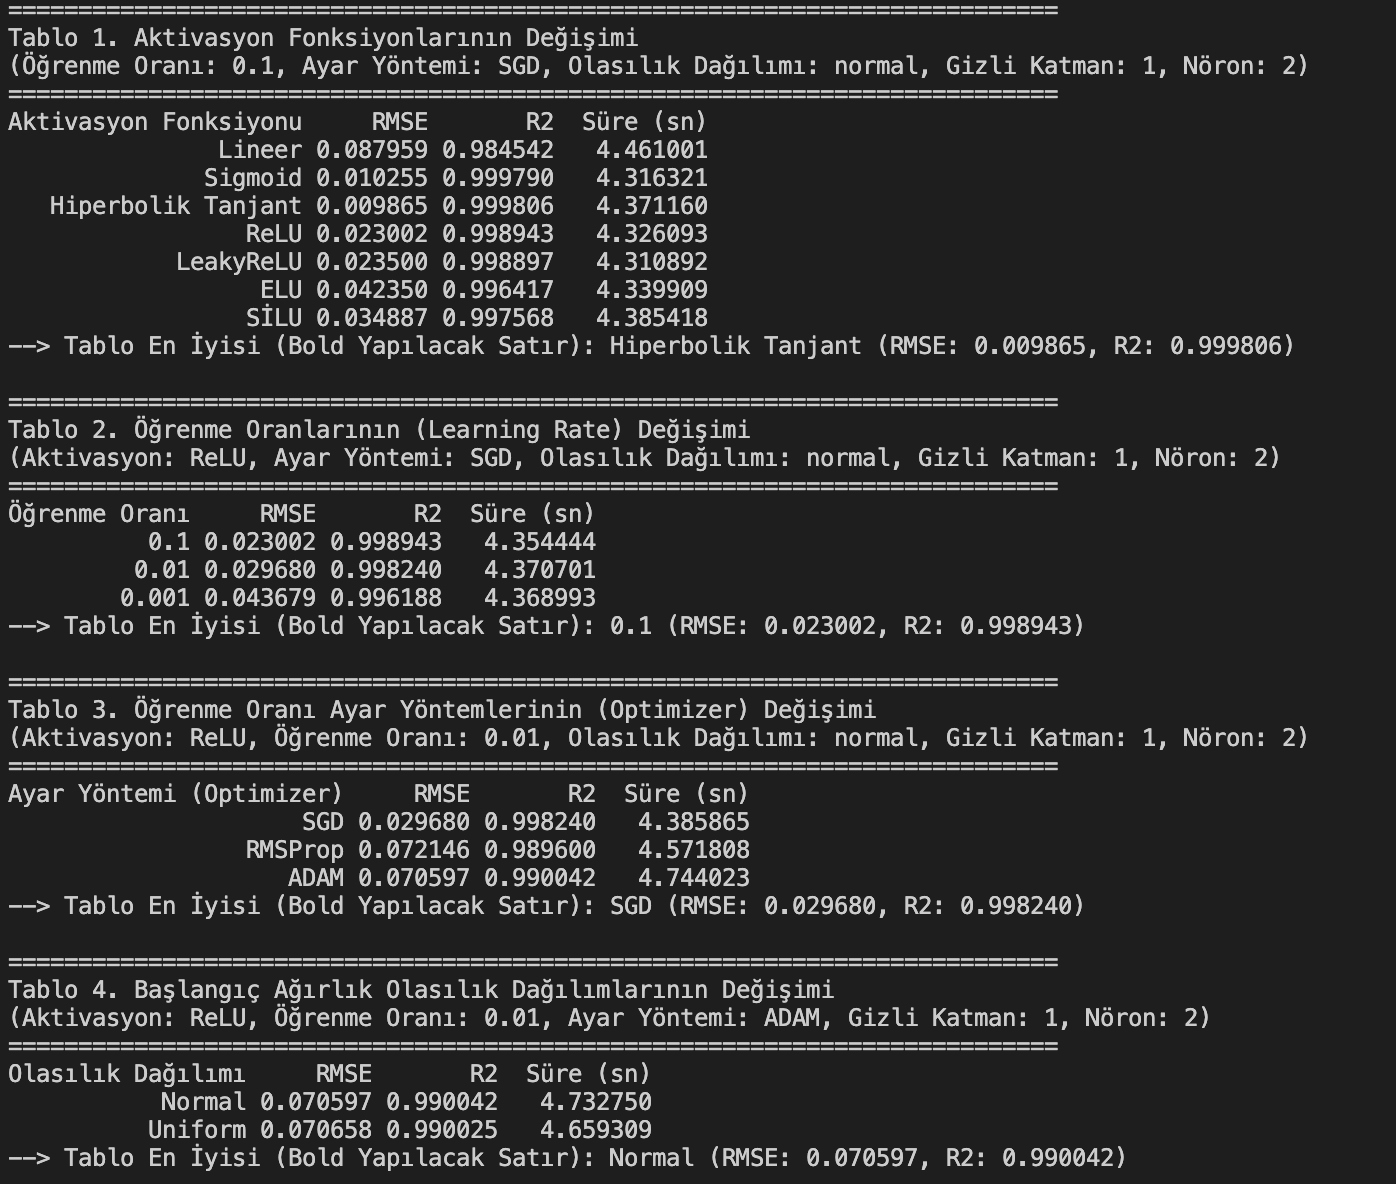 ===========================================================================
Tablo 1. Aktivasyon Fonksiyonlarının Değişimi
(Öğrenme Oranı: 0.1, Ayar Yöntemi: SGD, Olasılık Dağılımı: normal, Gizli Katman: 1, Nöron: 2)
===========================================================================
Aktivasyon Fonksiyonu     RMSE       R2  Süre (sn)
               Lineer 0.087959 0.984542   4.461001
              Sigmoid 0.010255 0.999790   4.316321
   Hiperbolik Tanjant 0.009865 0.999806   4.371160
                 ReLU 0.023002 0.998943   4.326093
            LeakyReLU 0.023500 0.998897   4.310892
                  ELU 0.042350 0.996417   4.339909
                 SİLU 0.034887 0.997568   4.385418
--> Tablo En İyisi (Bold Yapılacak Satır): Hiperbolik Tanjant (RMSE: 0.009865, R2: 0.999806)

===========================================================================
Tablo 2. Öğrenme Oranlarının (Learning Rate) Değişimi
(Aktivasyon: ReLU, Ayar Yöntemi: SGD, Olasılık Dağılımı: normal, Gizli Katman: 1, Nöron: 2)
===========================================================================
Öğrenme Oranı     RMSE       R2  Süre (sn)
          0.1 0.023002 0.998943   4.354444
         0.01 0.029680 0.998240   4.370701
        0.001 0.043679 0.996188   4.368993
--> Tablo En İyisi (Bold Yapılacak Satır): 0.1 (RMSE: 0.023002, R2: 0.998943)

===========================================================================
Tablo 3. Öğrenme Oranı Ayar Yöntemlerinin (Optimizer) Değişimi
(Aktivasyon: ReLU, Öğrenme Oranı: 0.01, Olasılık Dağılımı: normal, Gizli Katman: 1, Nöron: 2)
===========================================================================
Ayar Yöntemi (Optimizer)     RMSE       R2  Süre (sn)
                     SGD 0.029680 0.998240   4.385865
                 RMSProp 0.072146 0.989600   4.571808
                    ADAM 0.070597 0.990042   4.744023
--> Tablo En İyisi (Bold Yapılacak Satır): SGD (RMSE: 0.029680, R2: 0.998240)

===========================================================================
Tablo 4. Başlangıç Ağırlık Olasılık Dağılımlarının Değişimi
(Aktivasyon: ReLU, Öğrenme Oranı: 0.01, Ayar Yöntemi: ADAM, Gizli Katman: 1, Nöron: 2)
===========================================================================
Olasılık Dağılımı     RMSE       R2  Süre (sn)
           Normal 0.070597 0.990042   4.732750
          Uniform 0.070658 0.990025   4.659309
--> Tablo En İyisi (Bold Yapılacak Satır): Normal (RMSE: 0.070597, R2: 0.990042)